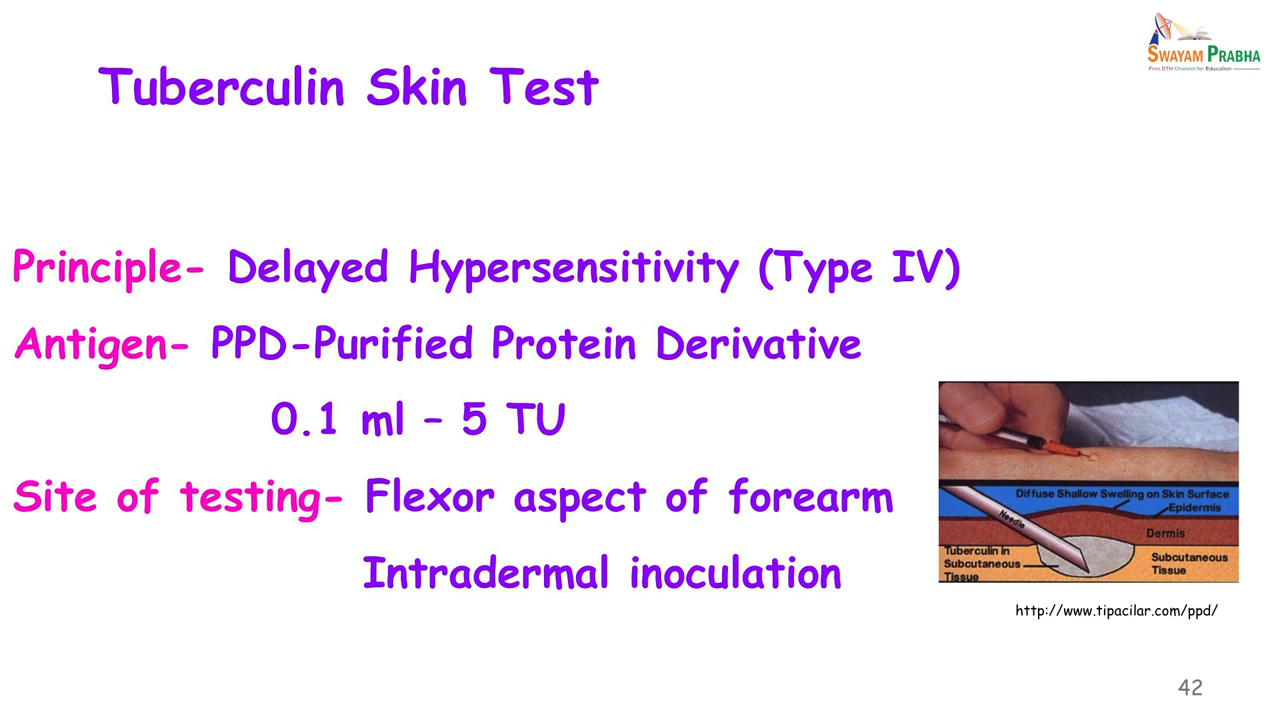 SWAYAM PRABHA
Free DTH Channel for Education
Tuberculin Skin Test
Principle- Delayed Hypersensitivity (Type IV)
Antigen- PPD-Purified Protein Derivative
0.1 ml – 5 TU
Site of testing- Flexor aspect of forearm
Intradermal inoculation
Diffuse Shallow Swelling on Skin Surface
Epidermis
Needle
Dermis
Tuberculin in
Subcutaneous
Tissue
Subcutaneous
Tissue
http://www.tipacilar.com/ppd/
42